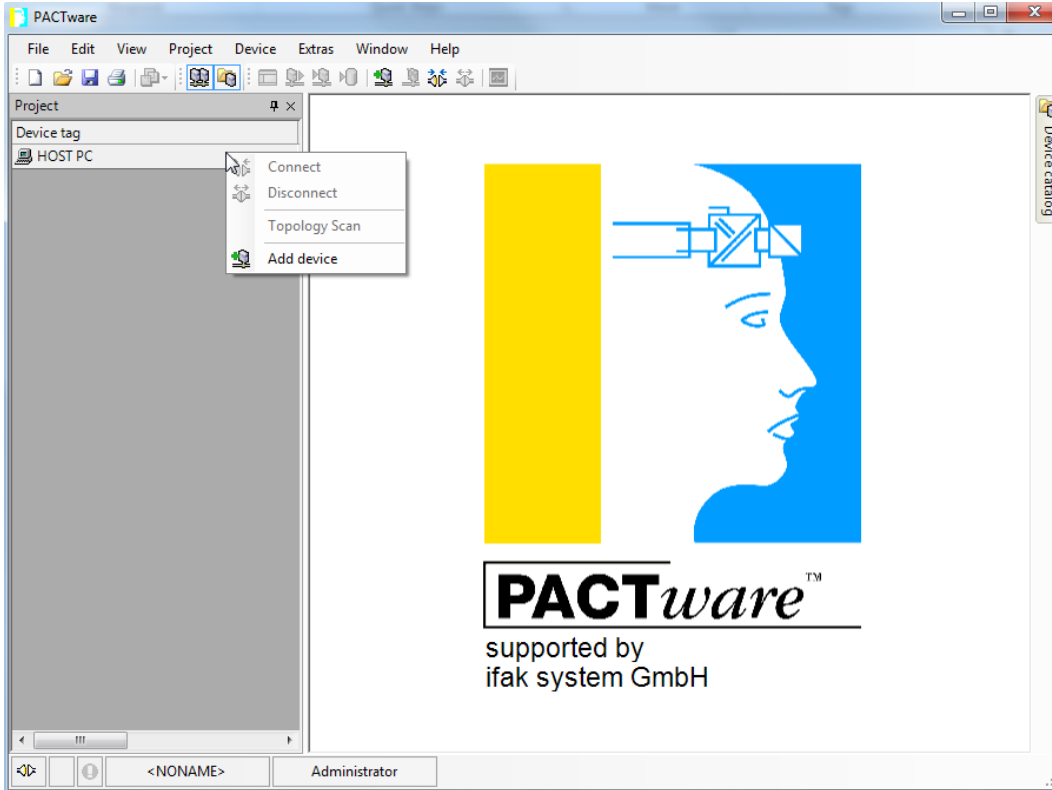 PACTware
File Edit View Project Device Extras Window Help
Project
Device tag
HOST PC
Connect
Disconnect
Topology Scan
Add device
Device catalog
PACTware™
supported by
ifak system GmbH
<NONAME> Administrator